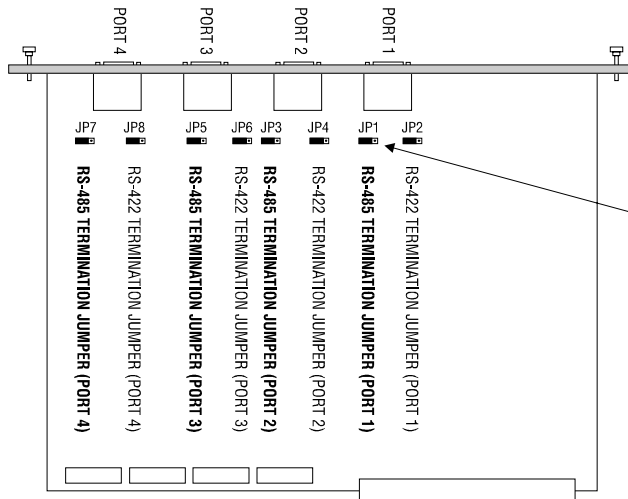 PORT 4
PORT 3
PORT 2
PORT 1
JP7
JP8
JP5
JP6
JP3
JP4
JP1
JP2
RS-485 TERMINATION JUMPER (PORT 4)
RS-422 TERMINATION JUMPER (PORT 4)
RS-485 TERMINATION JUMPER (PORT 3)
RS-422 TERMINATION JUMPER (PORT 3)
RS-485 TERMINATION JUMPER (PORT 2)
RS-422 TERMINATION JUMPER (PORT 2)
RS-485 TERMINATION JUMPER (PORT 1)
RS-422 TERMINATION JUMPER (PORT 1)